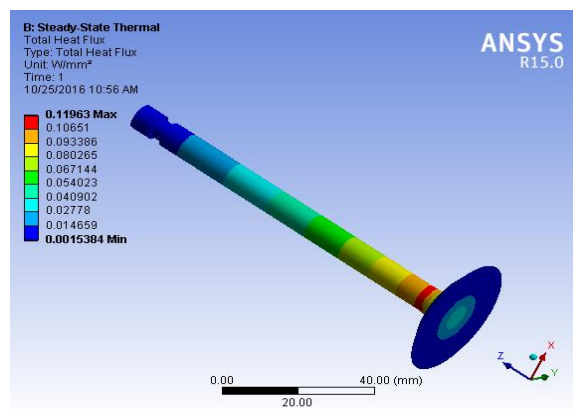 B: Steady-State Thermal
Total Heat Flux
Type: Total Heat Flux
Unit: W/mm²
Time: 1
10/25/2016 10:56 AM
ANSYS
R15.0
0.11963 Max
0.10651
0.093386
0.080265
0.067144
0.054023
0.040902
0.02778
0.014659
0.0015384 Min
0.00
40.00 (mm)
20.00
Z
X
Y